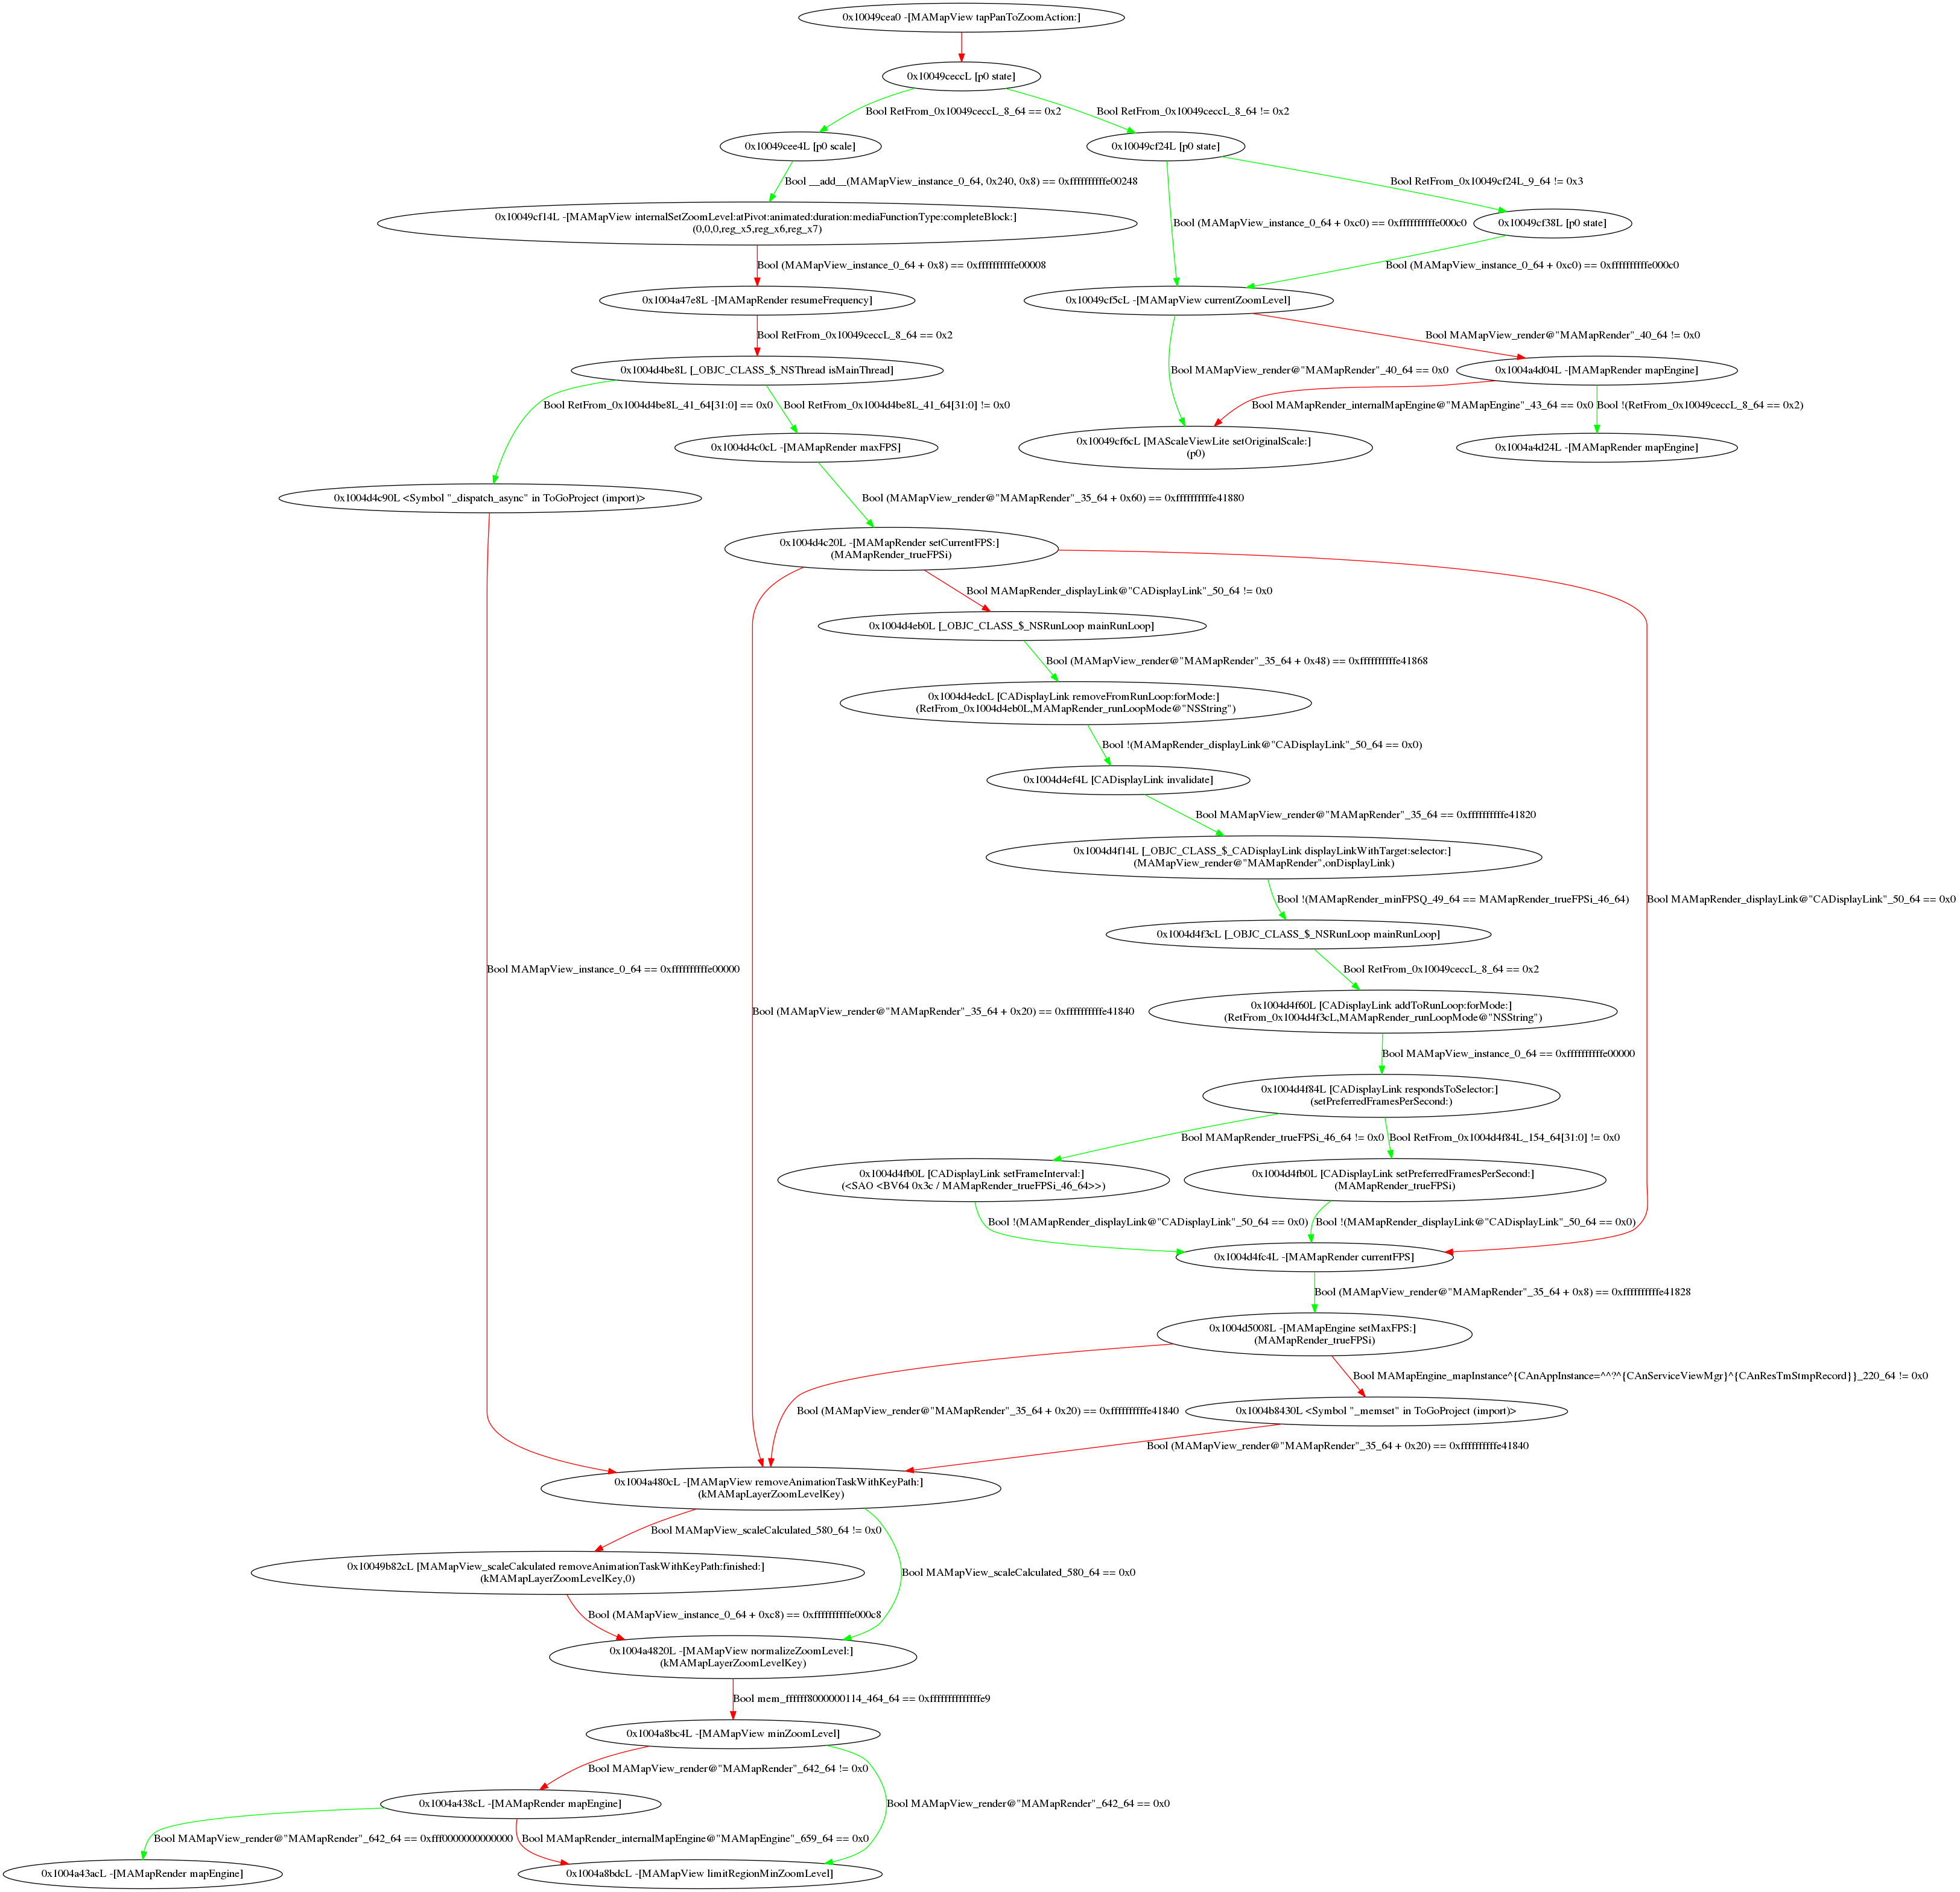 0x10049cea0 -[MAMapView tapPanToZoomAction:]
0x10049ceccL [p0 state]
Bool RetFrom_0x10049ceccL_8_64 == 0x2
Bool RetFrom_0x10049ceccL_8_64 != 0x2
0x10049cee4L [p0 scale]
0x10049cf24L [p0 state]
Bool __add__(MAMapView_instance_0_64, 0x240, 0x8) == 0xffffffffffe00248
Bool RetFrom_0x10049cf24L_9_64 != 0x3
0x10049cf14L -[MAMapView internalSetZoomLevel:atPivot:animated:duration:mediaFunctionType:completeBlock:]
(0,0,0,reg_x5,reg_x6,reg_x7)
Bool (MAMapView_instance_0_64 + 0xc0) == 0xffffffffffe000c0
0x10049cf38L [p0 state]
Bool (MAMapView_instance_0_64 + 0x8) == 0xffffffffffe00008
Bool (MAMapView_instance_0_64 + 0xc0) == 0xffffffffffe000c0
0x1004a47e8L -[MAMapRender resumeFrequency]
0x10049cf5cL -[MAMapView currentZoomLevel]
Bool RetFrom_0x10049ceccL_8_64 == 0x2
Bool MAMapView_render@"MAMapRender"_40_64 != 0x0
0x1004d4be8L [_OBJC_CLASS_$_NSThread isMainThread]
Bool MAMapView_render@"MAMapRender"_40_64 == 0x0
0x1004a4d04L -[MAMapRender mapEngine]
Bool RetFrom_0x1004d4be8L_41_64[31:0] == 0x0
Bool RetFrom_0x1004d4be8L_41_64[31:0] != 0x0
Bool MAMapRender_internalMapEngine@"MAMapEngine"_43_64 == 0x0
Bool !(RetFrom_0x10049ceccL_8_64 == 0x2)
0x1004d4c0cL -[MAMapRender maxFPS]
0x10049cf6cL [MAScaleViewLite setOriginalScale:]
(p0)
0x1004a4d24L -[MAMapRender mapEngine]
0x1004d4c90L <Symbol "_dispatch_async" in ToGoProject (import)>
Bool (MAMapView_render@"MAMapRender"_35_64 + 0x60) == 0xffffffffffe41880
0x1004d4c20L -[MAMapRender setCurrentFPS:]
(MAMapRender_trueFPSi)
Bool MAMapRender_displayLink@"CADisplayLink"_50_64 != 0x0
0x1004d4eb0L [_OBJC_CLASS_$_NSRunLoop mainRunLoop]
Bool (MAMapView_render@"MAMapRender"_35_64 + 0x48) == 0xffffffffffe41868
0x1004d4edcL [CADisplayLink removeFromRunLoop:forMode:]
(RetFrom_0x1004d4eb0L,MAMapRender_runLoopMode@"NSString")
Bool !(MAMapRender_displayLink@"CADisplayLink"_50_64 == 0x0)
0x1004d4ef4L [CADisplayLink invalidate]
Bool MAMapView_render@"MAMapRender"_35_64 == 0xffffffffffe41820
0x1004d4f14L [_OBJC_CLASS_$_CADisplayLink displayLinkWithTarget:selector:]
(MAMapView_render@"MAMapRender",onDisplayLink)
Bool !(MAMapRender_minFPSQ_49_64 == MAMapRender_trueFPSi_46_64)
Bool MAMapRender_displayLink@"CADisplayLink"_50_64 == 0x0
0x1004d4f3cL [_OBJC_CLASS_$_NSRunLoop mainRunLoop]
Bool MAMapView_instance_0_64 == 0xffffffffffe00000
Bool RetFrom_0x10049ceccL_8_64 == 0x2
Bool (MAMapView_render@"MAMapRender"_35_64 + 0x20) == 0xffffffffffe41840
0x1004d4f60L [CADisplayLink addToRunLoop:forMode:]
(RetFrom_0x1004d4f3cL,MAMapRender_runLoopMode@"NSString")
Bool MAMapView_instance_0_64 == 0xffffffffffe00000
0x1004d4f84L [CADisplayLink respondsToSelector:]
(setPreferredFramesPerSecond:)
Bool MAMapRender_trueFPSi_46_64 != 0x0
Bool RetFrom_0x1004d4f84L_154_64[31:0] != 0x0
0x1004d4fb0L [CADisplayLink setFrameInterval:]
(<SAO <BV64 0x3c / MAMapRender_trueFPSi_46_64>>)
0x1004d4fb0L [CADisplayLink setPreferredFramesPerSecond:]
(MAMapRender_trueFPSi)
Bool !(MAMapRender_displayLink@"CADisplayLink"_50_64 == 0x0)
Bool !(MAMapRender_displayLink@"CADisplayLink"_50_64 == 0x0)
0x1004d4fc4L -[MAMapRender currentFPS]
Bool (MAMapView_render@"MAMapRender"_35_64 + 0x8) == 0xffffffffffe41828
0x1004d5008L -[MAMapEngine setMaxFPS:]
(MAMapRender_trueFPSi)
Bool MAMapEngine_mapInstance^{CAnAppInstance=^^?^{CAnServiceViewMgr}^{CAnResTmStmpRecord}}_220_64 != 0x0
Bool (MAMapView_render@"MAMapRender"_35_64 + 0x20) == 0xffffffffffe41840
0x1004b8430L <Symbol "_memset" in ToGoProject (import)>
Bool (MAMapView_render@"MAMapRender"_35_64 + 0x20) == 0xffffffffffe41840
0x1004a480cL -[MAMapView removeAnimationTaskWithKeyPath:]
(kMAMapLayerZoomLevelKey)
Bool MAMapView_scaleCalculated_580_64 != 0x0
0x10049b82cL [MAMapView_scaleCalculated removeAnimationTaskWithKeyPath:finished:]
(kMAMapLayerZoomLevelKey,0)
Bool MAMapView_scaleCalculated_580_64 == 0x0
Bool (MAMapView_instance_0_64 + 0xc8) == 0xffffffffffe000c8
0x1004a4820L -[MAMapView normalizeZoomLevel:]
(kMAMapLayerZoomLevelKey)
Bool mem_ffffff8000000114_464_64 == 0xffffffffffffffe9
0x1004a8bc4L -[MAMapView minZoomLevel]
Bool MAMapView_render@"MAMapRender"_642_64 != 0x0
0x1004a438cL -[MAMapRender mapEngine]
Bool MAMapView_render@"MAMapRender"_642_64 == 0x0
Bool MAMapView_render@"MAMapRender"_642_64 == 0xfff0000000000000
Bool MAMapRender_internalMapEngine@"MAMapEngine"_659_64 == 0x0
0x1004a43acL -[MAMapRender mapEngine]
0x1004a8bdcL -[MAMapView limitRegionMinZoomLevel]